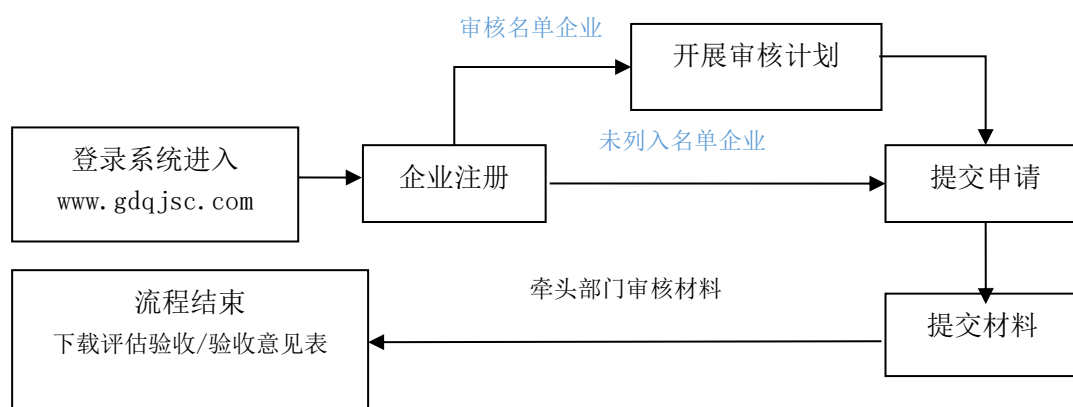 审核名单企业
开展审核计划
未列入名单企业
登录系统进入
www.gdqjsc.com
企业注册
提交申请
牵头部门审核材料
提交材料
流程结束
下载评估验收/验收意见表